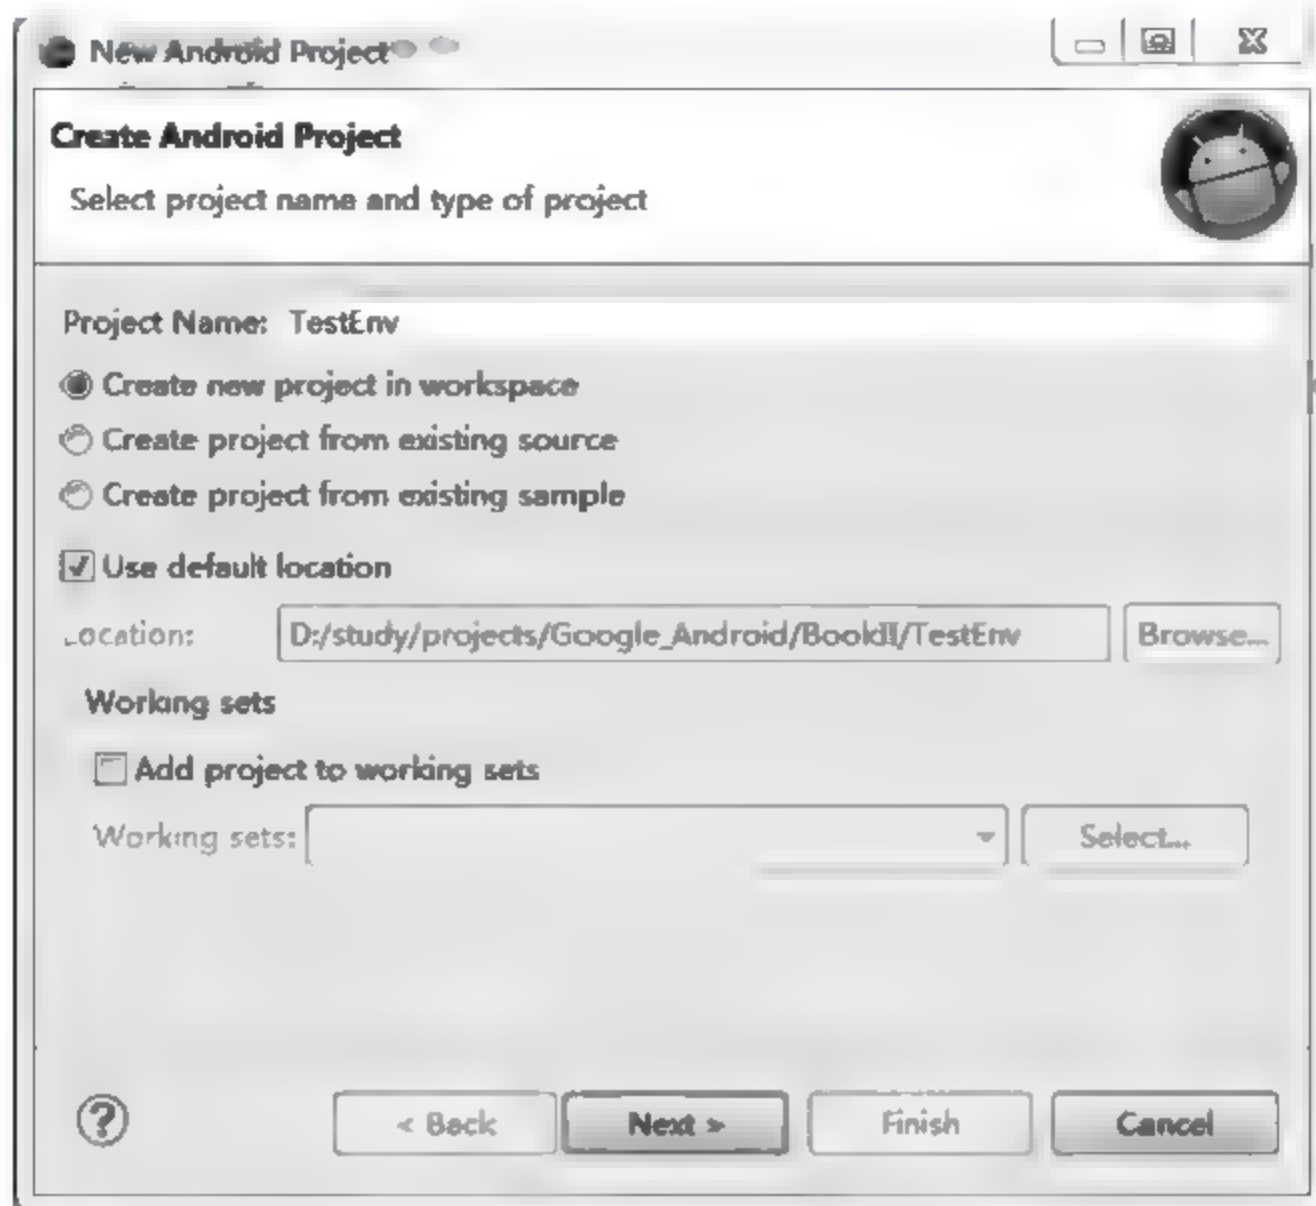 New Android Project
Create Android Project
Select project name and type of project
Project Name: TestEnv
Create new project in workspace
Create project from existing source
Create project from existing sample
Use default location
Location: D:/study/projects/Google_Android/BookII/TestEnv Browse...
Working sets
Add project to working sets
Working sets: Select...
? < Back Next > Finish Cancel